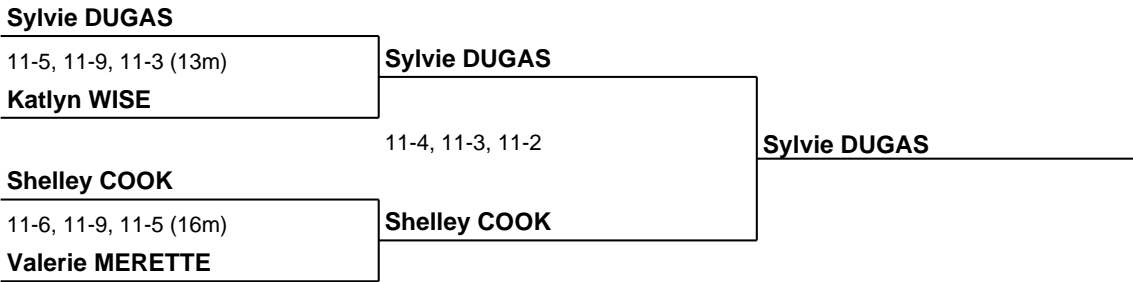 Sylvie DUGAS
11-5, 11-9, 11-3 (13m)
Sylvie DUGAS
Katlyn WISE
11-4, 11-3, 11-2
Sylvie DUGAS
Shelley COOK
11-6, 11-9, 11-5 (16m)
Shelley COOK
Valerie MERETTE